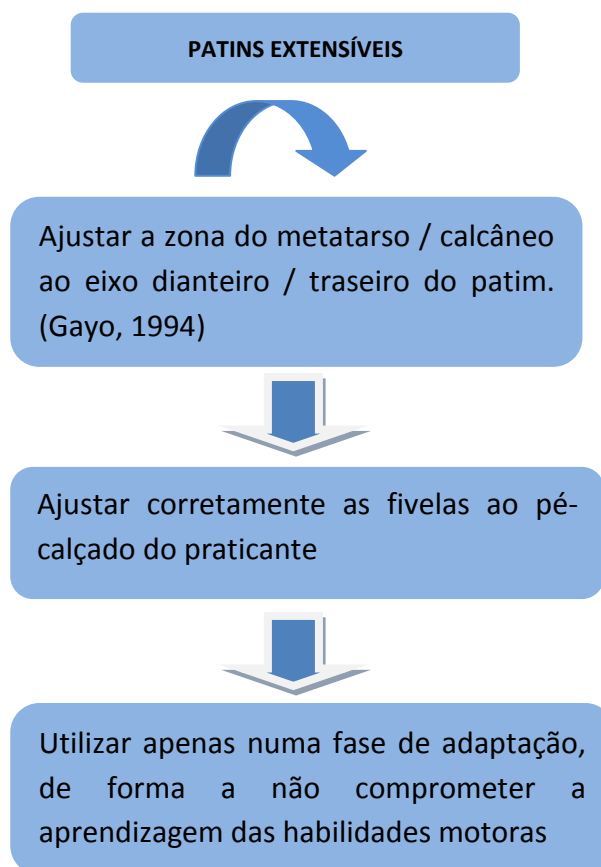 PATINS EXTENSÍVEIS
Ajustar a zona do metatarso / calcâneo
ao eixo dianteiro / traseiro do patim.
(Gayo, 1994)
Ajustar corretamente as fivelas ao pé-
calçado do praticante
Utilizar apenas numa fase de adaptação,
de forma a não comprometer a
aprendizagem das habilidades motoras